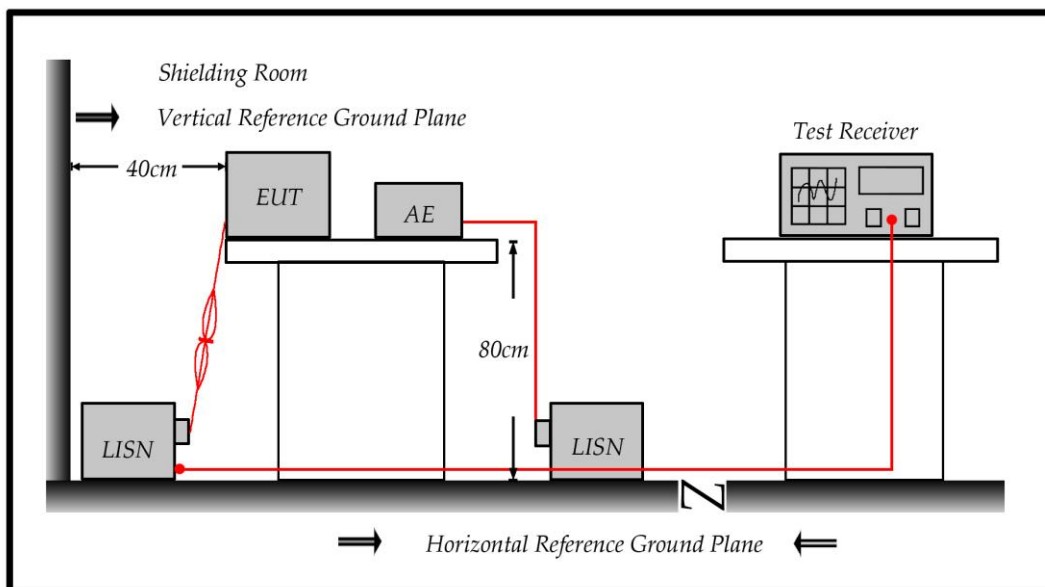 Shielding Room
Vertical Reference Ground Plane
Test Receiver
40cm
EUT
AE
80cm
LISN
LISN
Horizontal Reference Ground Plane